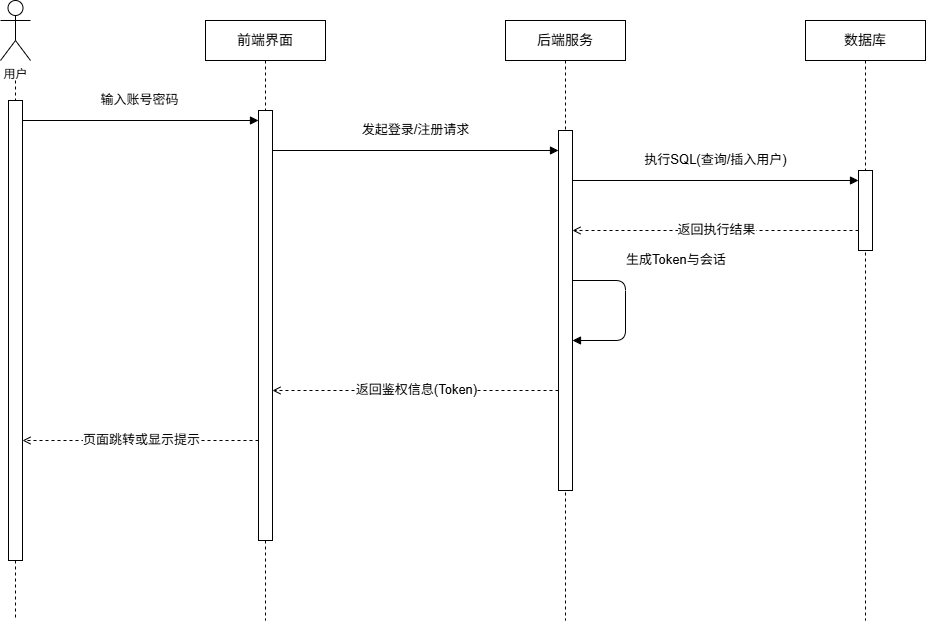 前端界面
后端服务
数据库
用户
输入账号密码
发起登录/注册请求
执行SQL(查询/插入用户)
返回执行结果
生成Token与会话
返回鉴权信息(Token)
页面跳转或显示提示